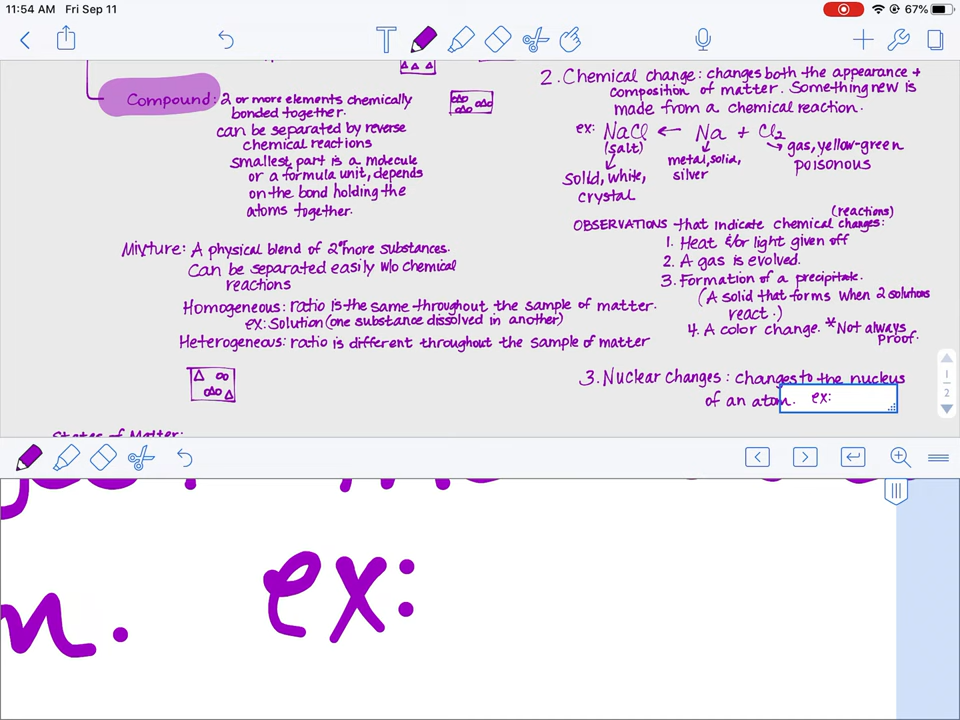 11:54 AM Fri Sep 11
67%
T
Compound: 2 or more elements chemically
bonded together.
can be separated by reverse
chemical reactions
smallest part is a molecule
or a formula unit, depends
on the bond holding the
atoms together.
Mixture: A physical blend of 2 or more substances.
Can be separated easily w/o chemical
reactions
Homogeneous: ratio is the same throughout the sample of matter.
ex: solution (one substance dissolved in another)
Heterogeneous: ratio is different throughout the sample of matter
States of Matter:
2. Chemical change: changes both the appearance +
composition of matter. Something new is
made from a chemical reaction.
ex: NaCl ← Na + Cl2
(salt)
solid, white,
crystal
metal, solid,
silver
gas, yellow-green
poisonous
(reactions)
OBSERVATIONS that indicate chemical changes:
1. Heat &/or light given off
2. A gas is evolved.
3. Formation of a precipitate.
(A solid that forms when 2 solutions
react.)
4. A color change. *Not always
proof.
3. Nuclear Changes: changes to the nucleus
of an atom. ex:
1
2
m. ex: